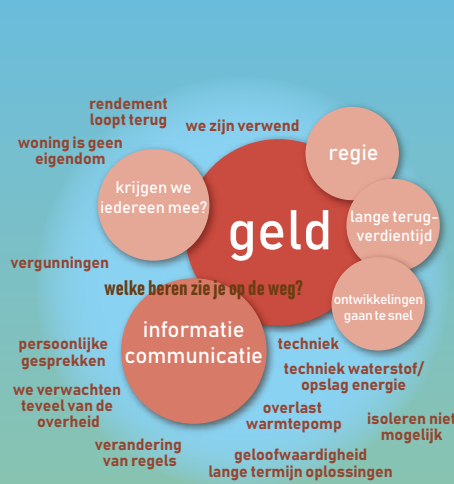 rendement
loopt terug
we zijn verwend
woning is geen
eigendom
regie
krijgen we
iedereen mee?
geld
lange terug-
verdientijd
vergunningen
welke beren zie je op de weg?
ontwikkelingen
gaan te snel
informatie
communicatie
persoonlijke
gesprekken
techniek
techniek waterstof/
opslag energie
we verwachten
teveel van de
overheid
overlast
warmtepomp
isoleren niet
mogelijk
verandering
van regels
geloofwaardigheid
lange termijn oplossingen